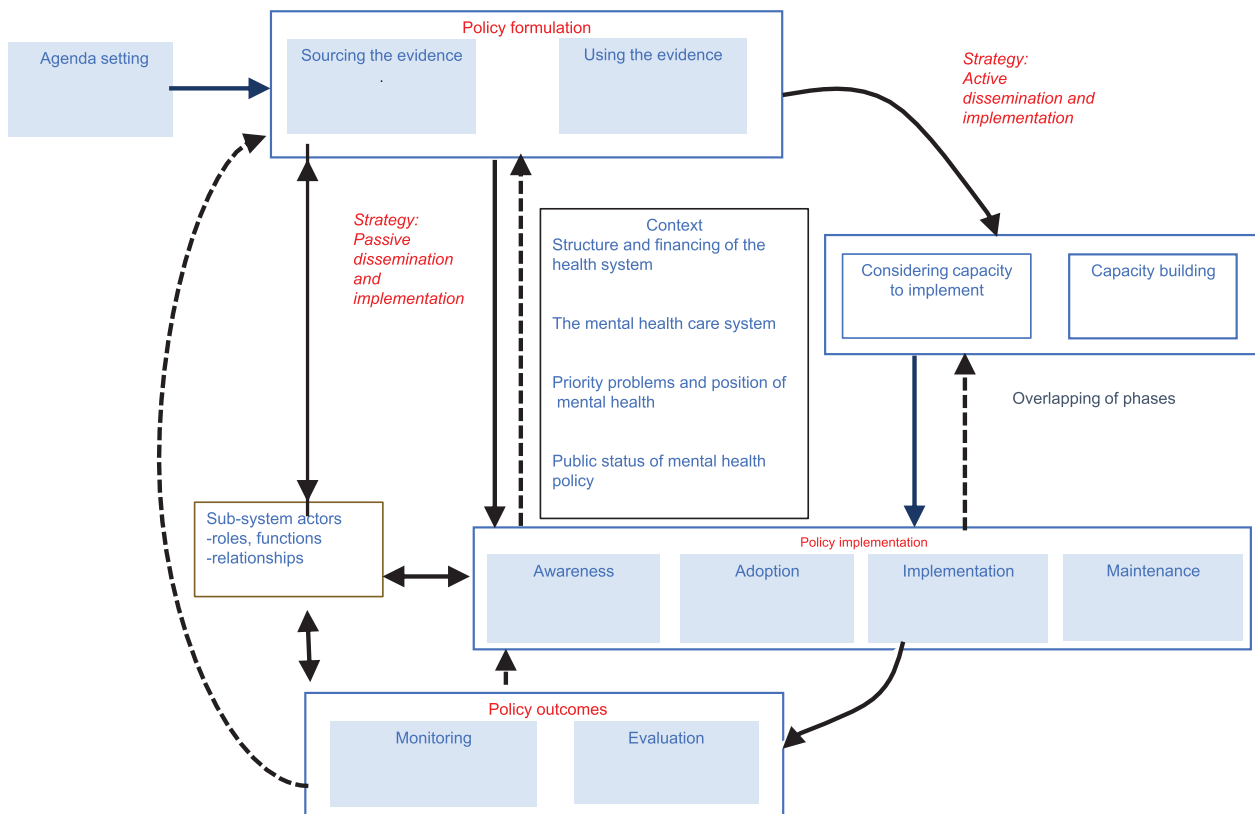 Policy formulation
Agenda setting
Sourcing the evidence
.
Using the evidence
Strategy:
Active
dissemination and
implementation
Strategy:
Passive
dissemination
and
implementation
Context
Structure and financing of the
health system
The mental health care system
Priority problems and position of
mental health
Public status of mental health
policy
Considering capacity
to implement
Capacity building
Overlapping of phases
Sub-system actors
-roles, functions
-relationships
Policy implementation
Awareness
Adoption
Implementation
Maintenance
Policy outcomes
Monitoring
Evaluation